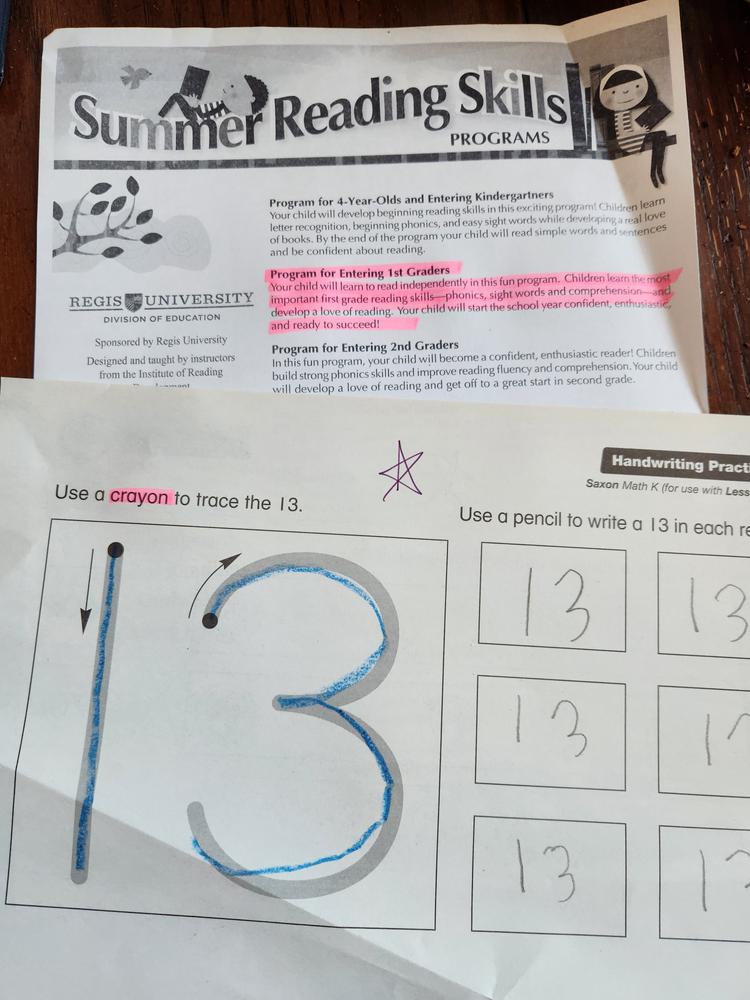 Summer Reading Skills
PROGRAMS
Program for 4-Year-Olds and Entering Kindergartners
Your child will develop beginning reading skills in this exciting program! Children learn
letter recognition, beginning phonics, and easy sight words while developing a real love
of books. By the end of the program your child will read simple words and sentences
and be confident about reading.
Program for Entering 1st Graders
Your child will learn to read independently in this fun program. Children learn the most
important first grade reading skills—phonics, sight words and comprehension—and
develop a love of reading. Your child will start the school year confident, enthusiastic,
and ready to succeed!
Program for Entering 2nd Graders
In this fun program, your child will become a confident, enthusiastic reader! Children
build strong phonics skills and improve reading fluency and comprehension. Your child
will develop a love of reading and get off to a great start in second grade.
REGIS UNIVERSITY
DIVISION OF EDUCATION
Sponsored by Regis University
Designed and taught by instructors
from the Institute of Reading
Handwriting Practi
Saxon Math K (for use with Less
Use a crayon to trace the 13.
13
Use a pencil to write a 13 in each re
13 13
13 1
13 1